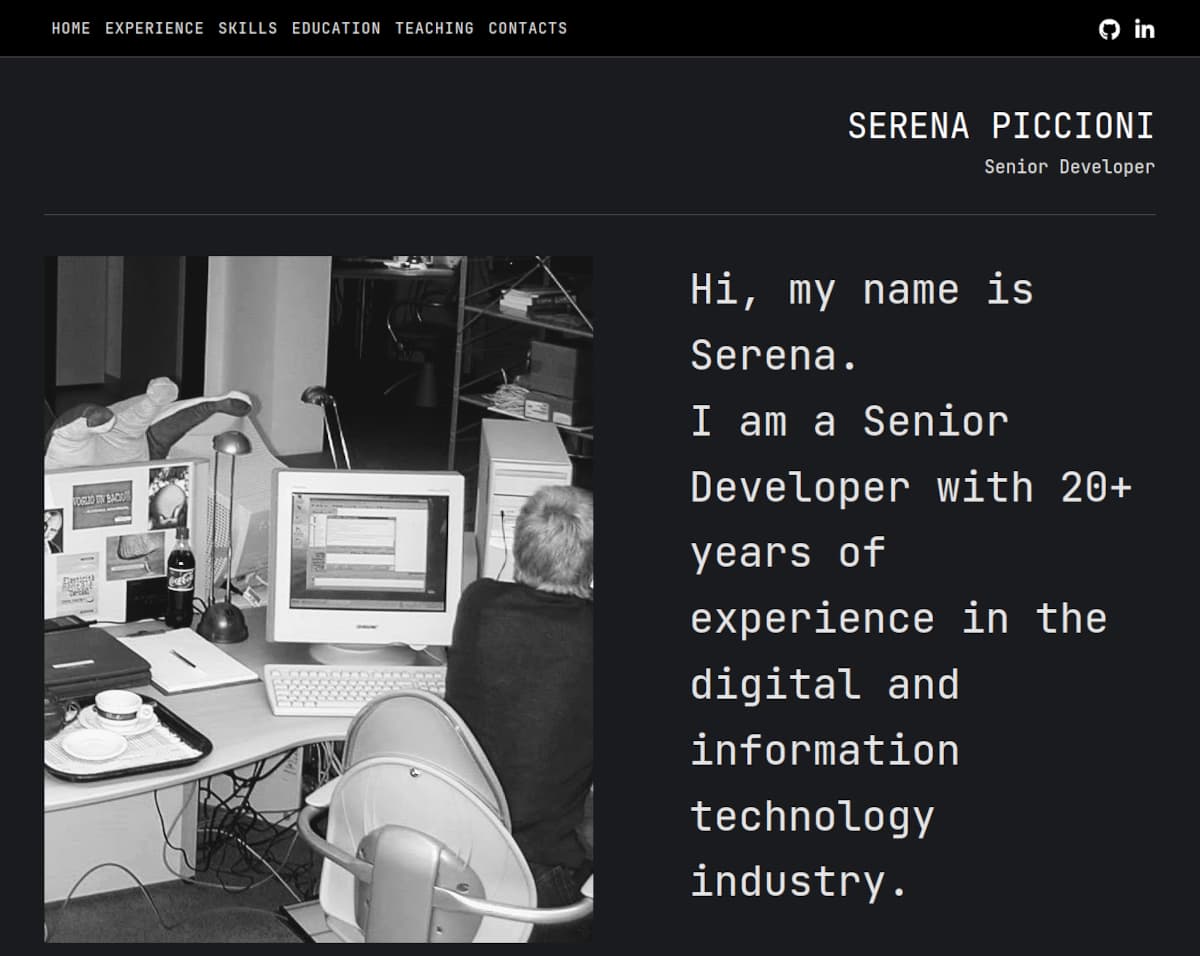 HOME EXPERIENCE SKILLS EDUCATION TEACHING CONTACTS
in
SERENA PICCIONI
Senior Developer
Hi, my name is
Serena.
I am a Senior
Developer with 20+
years of
experience in the
digital and
information
technology
industry.
VOGLIO UN BACIO!!
Coca-Cola